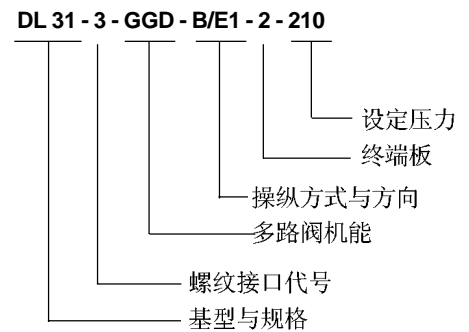 DL 31 - 3 - GGD - B/E1 - 2 - 210
设定压力
终端板
操纵方式与方向
多路阀机能
螺纹接口代号
基型与规格